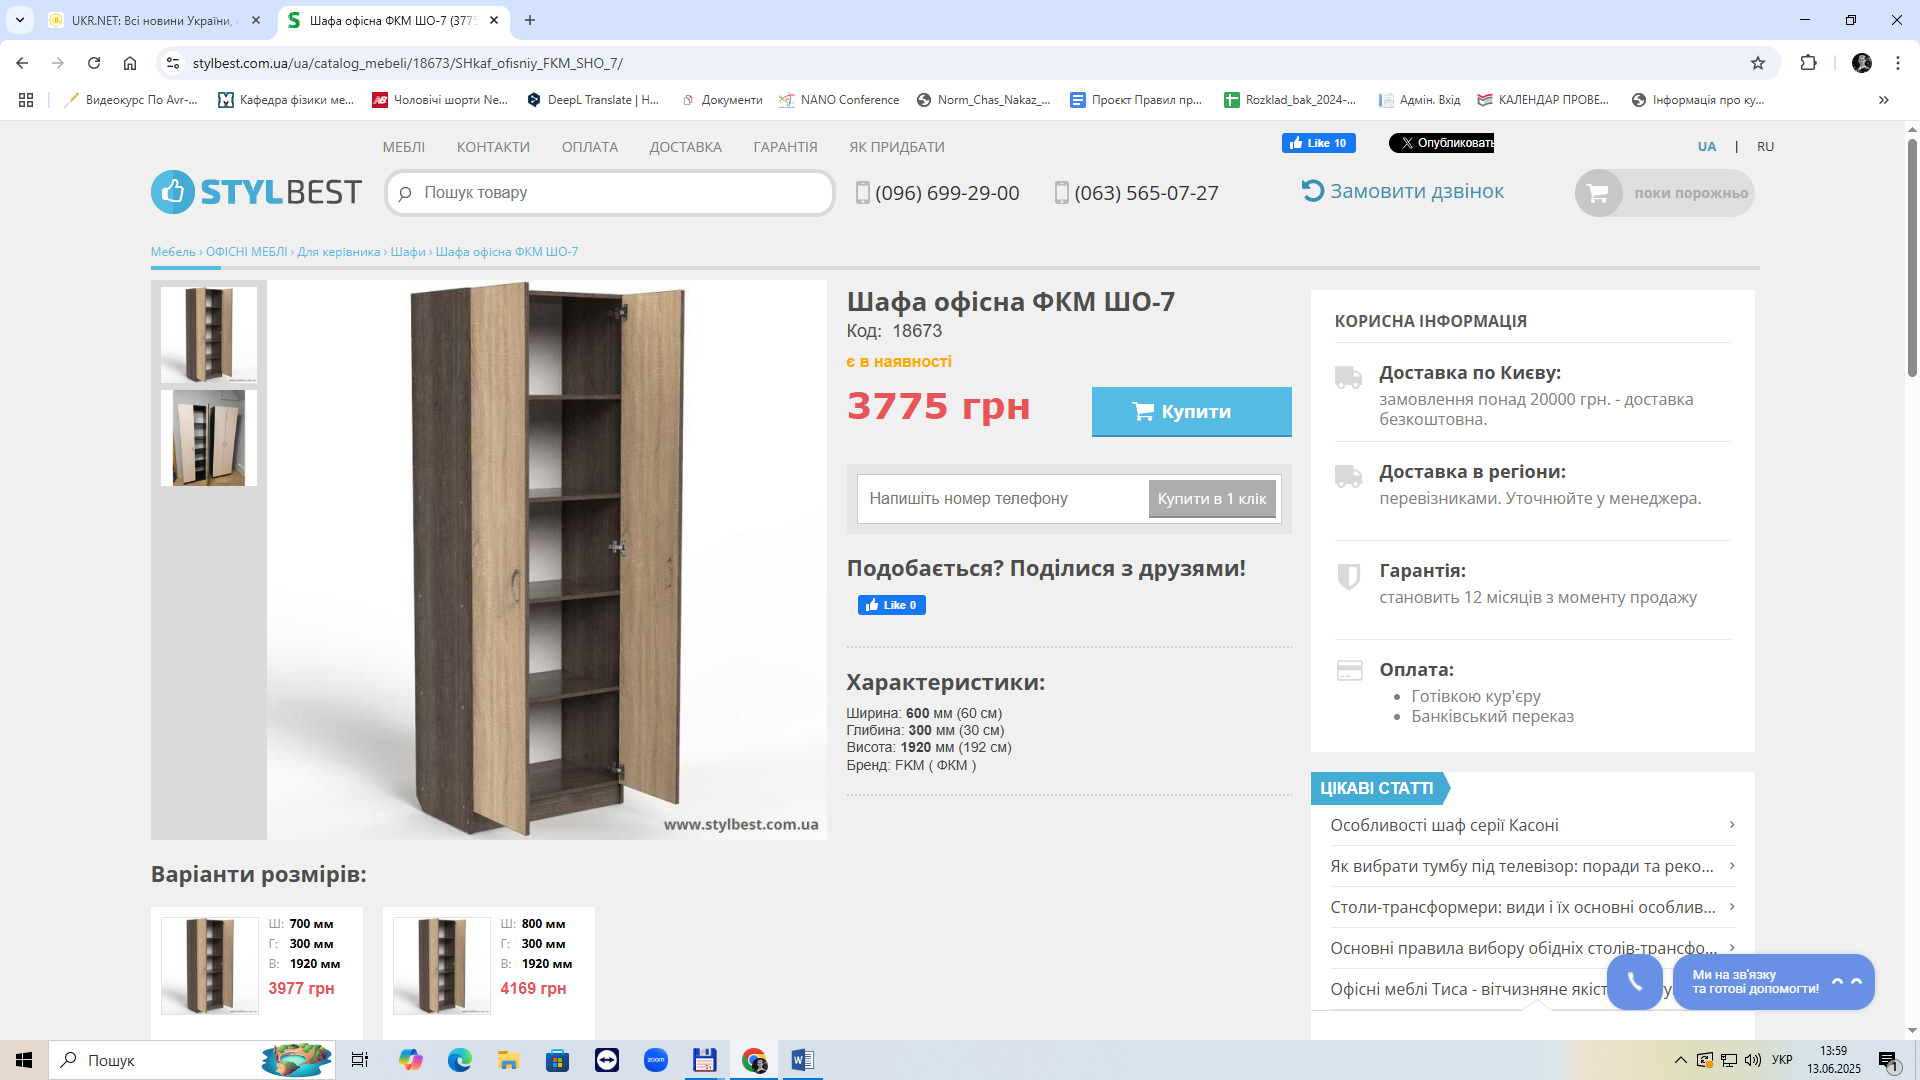 UKR.NET: Всі новини України,
Шафа офісна ФКМ ШО-7 (3775
stylbest.com.ua/ua/catalog_mebeli/18673/SHkaf_ofisniy_FKM_SHO_7/
Видеокурс По Avr-...
Кафедра фізики ме...
Чоловічі шорти Ne...
DeepL Translate | Н...
Документи
NANO Conference
Norm_Chas_Nakaz_...
Проєкт Правил пр...
Rozklad_bak_2024-...
Адмін. Вхід
КАЛЕНДАР ПРОВЕ...
Інформація про ку...
МЕБЛІ КОНТАКТИ ОПЛАТА ДОСТАВКА ГАРАНТІЯ ЯК ПРИДБАТИ
Like 10
Опубликовать
UA | RU
STYLBEST
Пошук товару
(096) 699-29-00
(063) 565-07-27
Замовити дзвінок
поки порожньо
Мебель › ОФІСНІ МЕБЛІ › Для керівника › Шафи › Шафа офісна ФКМ ШО-7
www.stylbest.com.ua
Шафа офісна ФКМ ШО-7
Код: 18673
є в наявності
3775 грн
Купити
Напишіть номер телефону
Купити в 1 клік
Подобається? Поділися з друзями!
Like 0
Характеристики:
Ширина: 600 мм (60 см)
Глибина: 300 мм (30 см)
Висота: 1920 мм (192 см)
Бренд: FKM ( ФКМ )
КОРИСНА ІНФОРМАЦІЯ
Доставка по Києву:
замовлення понад 20000 грн. - доставка
безкоштовна.
Доставка в регіони:
перевізниками. Уточнюйте у менеджера.
Гарантія:
становить 12 місяців з моменту продажу
Оплата:
Готівкою кур'єру
Банківський переказ
ЦІКАВІ СТАТТІ
Особливості шаф серії Касоні
Як вибрати тумбу під телевізор: поради та реко...
Столи-трансформери: види і їх основні особлив...
Основні правила вибору обідніх столів-трансфо...
Офісні меблі Тиса - вітчизняне якіст
Ми на зв'язку
та готові допомогти!
Варіанти розмірів:
Ш: 700 мм
Г: 300 мм
В: 1920 мм
3977 грн
Ш: 800 мм
Г: 300 мм
В: 1920 мм
4169 грн
Пошук
zoom
УКР
13:59
13.06.2025
1